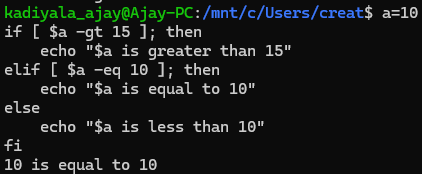 kadiyala_ajay@Ajay-PC:/mnt/c/Users/creat$ a=10
if [ $a -gt 15 ]; then
    echo "$a is greater than 15"
elif [ $a -eq 10 ]; then
    echo "$a is equal to 10"
else
    echo "$a is less than 10"
fi
10 is equal to 10